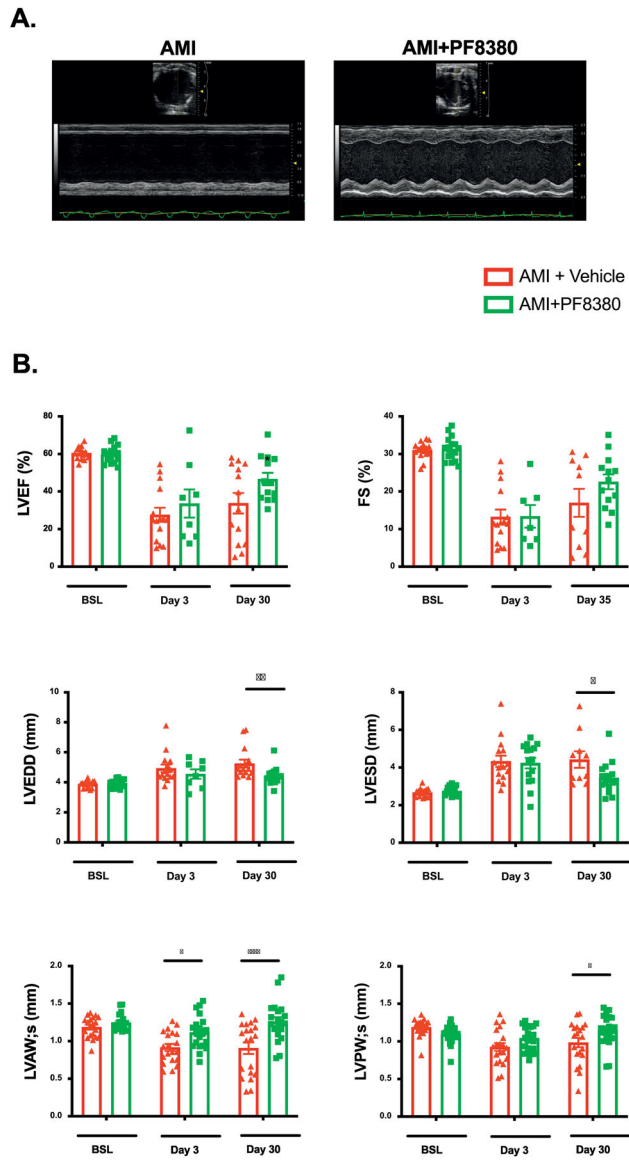 A.
AMI
AMI+PF8380
AMI + Vehicle
AMI+PF8380
B.
80
60
40
20
0
LVEF (%)
BSL
Day 3
Day 30
*
40
30
20
10
0
FS (%)
BSL
Day 3
Day 35
10
8
6
4
2
0
LVEDD (mm)
BSL
Day 3
Day 30
8
6
4
2
0
LVESD (mm)
BSL
Day 3
Day 30
2.0
1.5
1.0
0.5
0.0
LVAW;s (mm)
BSL
Day 3
Day 30
2.0
1.5
1.0
0.5
0.0
LVPW;s (mm)
BSL
Day 3
Day 30